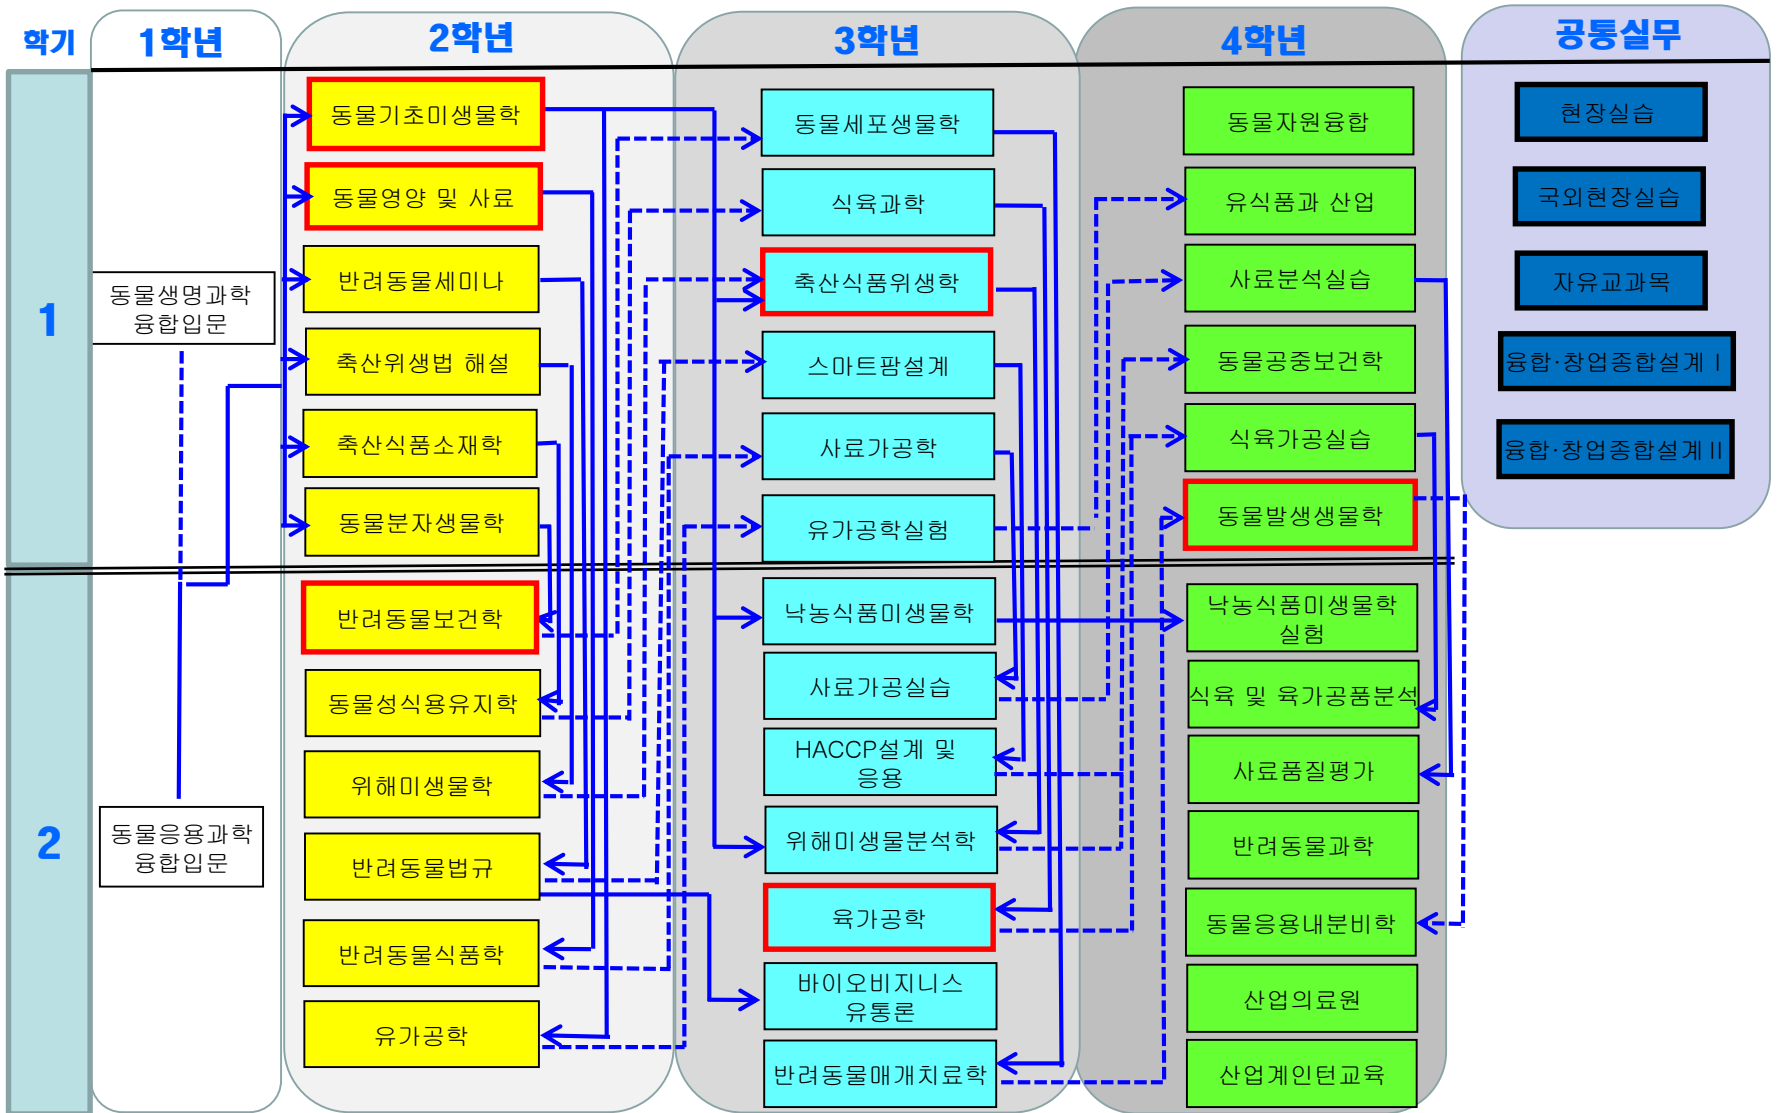 학기
1학년
2학년
3학년
4학년
공통실무
1
동물생명과학
융합입문
동물기초미생물학
동물영양 및 사료
반려동물세미나
축산위생법 해설
축산식품소재학
동물분자생물학
동물세포생물학
식육과학
축산식품위생학
스마트팜설계
사료가공학
유가공학실험
동물자원융합
유식품과 산업
사료분석실습
동물공중보건학
식육가공실습
동물발생생물학
현장실습
국외현장실습
자유교과목
융합·창업종합설계 I
융합·창업종합설계 II
2
동물응용과학
융합입문
반려동물보건학
동물성식용유지학
위해미생물학
반려동물법규
반려동물식품학
유가공학
낙농식품미생물학
사료가공실습
HACCP설계 및
응용
위해미생물분석학
육가공학
바이오비지니스
유통론
반려동물매개치료학
낙농식품미생물학
실험
식육 및 육가공품분석
사료품질평가
반려동물과학
동물응용내분비학
산업의료원
산업계인턴교육